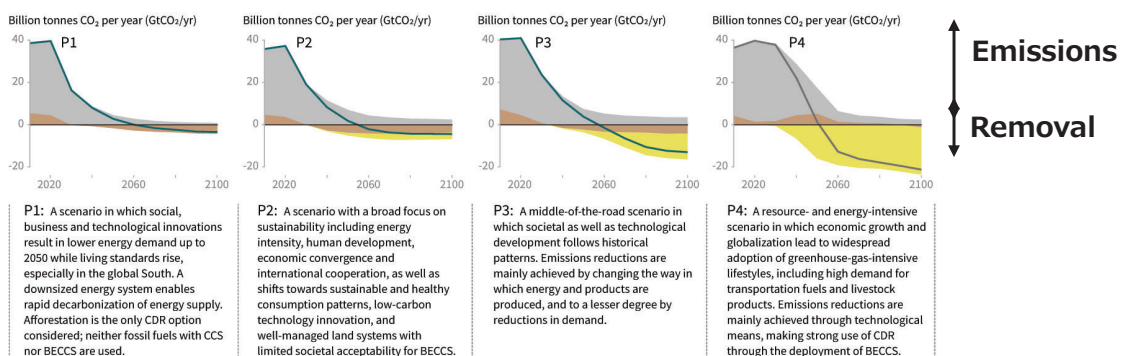 Billion tonnes CO₂ per year (GtCO₂/yr)
40
20
0
-20
P1
2020
2060
2100
Billion tonnes CO₂ per year (GtCO₂/yr)
40
20
0
-20
P2
2020
2060
2100
Billion tonnes CO₂ per year (GtCO₂/yr)
40
20
0
-20
P3
2020
2060
2100
Billion tonnes CO₂ per year (GtCO₂/yr)
40
20
0
-20
P4
2020
2060
2100
Emissions
Removal
P1: A scenario in which social,
business and technological innovations
result in lower energy demand up to
2050 while living standards rise,
especially in the global South. A
downsized energy system enables
rapid decarbonization of energy supply.
Afforestation is the only CDR option
considered; neither fossil fuels with CCS
nor BECCS are used.
P2: A scenario with a broad focus on
sustainability including energy
intensity, human development,
economic convergence and
international cooperation, as well as
shifts towards sustainable and healthy
consumption patterns, low-carbon
technology innovation, and
well-managed land systems with
limited societal acceptability for BECCS.
P3: A middle-of-the-road scenario in
which societal as well as technological
development follows historical
patterns. Emissions reductions are
mainly achieved by changing the way in
which energy and products are
produced, and to a lesser degree by
reductions in demand.
P4: A resource- and energy-intensive
scenario in which economic growth and
globalization lead to widespread
adoption of greenhouse-gas-intensive
lifestyles, including high demand for
transportation fuels and livestock
products. Emissions reductions are
mainly achieved through technological
means, making strong use of CDR
through the deployment of BECCS.